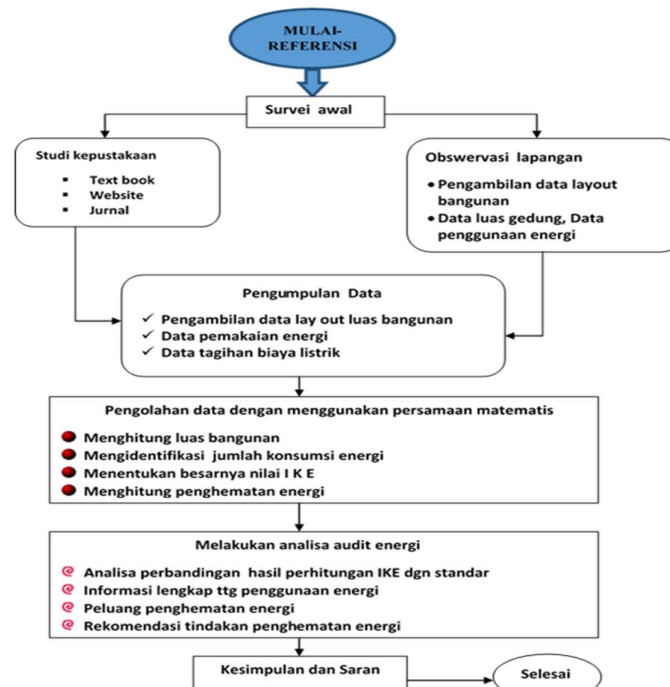 MULAI-
REFERENSI
Survei awal
Studi kepustakaan
Text book
Website
Jurnal
Obswervasi lapangan
Pengambilan data layout
bangunan
Data luas gedung, Data
penggunaan energi
Pengumpulan Data
Pengambilan data lay out luas bangunan
Data pemakaian energi
Data tagihan biaya listrik
Pengolahan data dengan menggunakan persamaan matematis
Menghitung luas bangunan
Mengidentifikasi jumlah konsumsi energi
Menentukan besarnya nilai I K E
Menghitung penghematan energi
Melakukan analisa audit energi
Analisa perbandingan hasil perhitungan IKE dgn standar
Informasi lengkap ttg penggunaan energi
Peluang penghematan energi
Rekomendasi tindakan penghematan energi
Kesimpulan dan Saran
Selesai